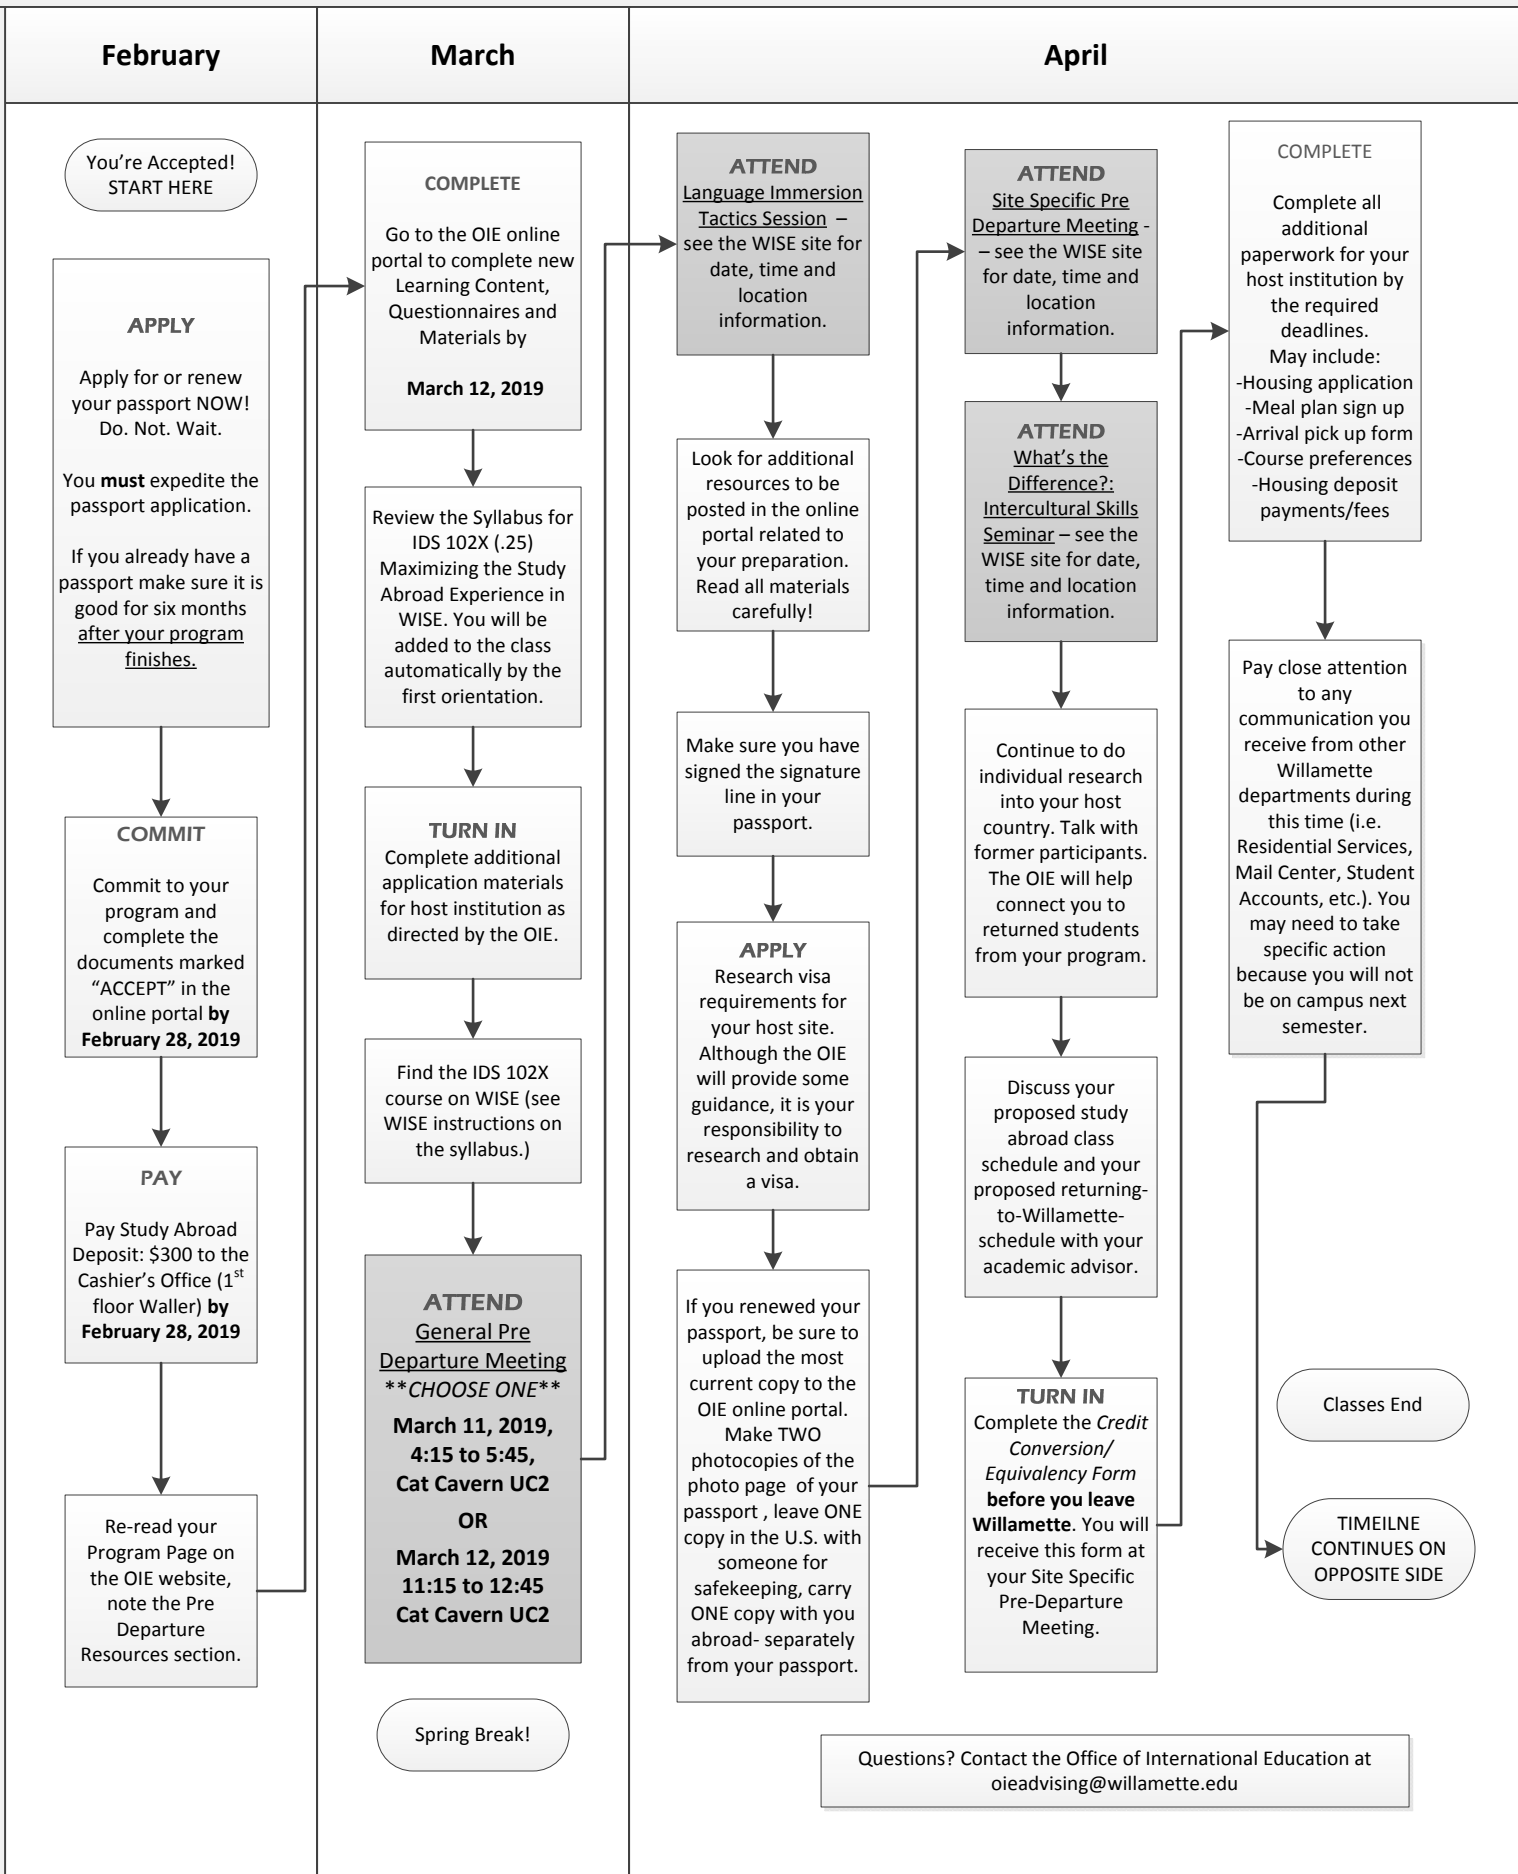 February
March
April
You’re Accepted!
START HERE
APPLY
Apply for or renew
your passport NOW!
Do. Not. Wait.
You must expedite the
passport application.
If you already have a
passport make sure it is
good for six months
after your program
finishes.
COMMIT
Commit to your
program and
complete the
documents marked
“ACCEPT” in the
online portal by
February 28, 2019
PAY
Pay Study Abroad
Deposit: $300 to the
Cashier’s Office (1st
floor Waller) by
February 28, 2019
Re-read your
Program Page on
the OIE website,
note the Pre
Departure
Resources section.
COMPLETE
Go to the OIE online
portal to complete new
Learning Content,
Questionnaires and
Materials by
March 12, 2019
Review the Syllabus for
IDS 102X (.25)
Maximizing the Study
Abroad Experience in
WISE. You will be
added to the class
automatically by the
first orientation.
TURN IN
Complete additional
application materials
for host institution as
directed by the OIE.
Find the IDS 102X
course on WISE (see
WISE instructions on
the syllabus.)
ATTEND
General Pre
Departure Meeting
**CHOOSE ONE**
March 11, 2019,
4:15 to 5:45,
Cat Cavern UC2
OR
March 12, 2019
11:15 to 12:45
Cat Cavern UC2
Spring Break!
ATTEND
Language Immersion
Tactics Session –
see the WISE site for
date, time and
location
information.
Look for additional
resources to be
posted in the online
portal related to
your preparation.
Read all materials
carefully!
Make sure you have
signed the signature
line in your
passport.
APPLY
Research visa
requirements for
your host site.
Although the OIE
will provide some
guidance, it is your
responsibility to
research and obtain
a visa.
If you renewed your
passport, be sure to
upload the most
current copy to the
OIE online portal.
Make TWO
photocopies of the
photo page of your
passport , leave ONE
copy in the U.S. with
someone for
safekeeping, carry
ONE copy with you
abroad- separately
from your passport.
ATTEND
Site Specific Pre
Departure Meeting -
– see the WISE site
for date, time and
location
information.
ATTEND
What’s the
Difference?:
Intercultural Skills
Seminar – see the
WISE site for date,
time and location
information.
Continue to do
individual research
into your host
country. Talk with
former participants.
The OIE will help
connect you to
returned students
from your program.
Discuss your
proposed study
abroad class
schedule and your
proposed returning-
to-Willamette-
schedule with your
academic advisor.
TURN IN
Complete the Credit
Conversion/
Equivalency Form
before you leave
Willamette. You will
receive this form at
your Site Specific
Pre-Departure
Meeting.
COMPLETE
Complete all
additional
paperwork for your
host institution by
the required
deadlines.
May include:
-Housing application
-Meal plan sign up
-Arrival pick up form
-Course preferences
-Housing deposit
payments/fees
Pay close attention
to any
communication you
receive from other
Willamette
departments during
this time (i.e.
Residential Services,
Mail Center, Student
Accounts, etc.). You
may need to take
specific action
because you will not
be on campus next
semester.
Classes End
TIMEILNE
CONTINUES ON
OPPOSITE SIDE
Questions? Contact the Office of International Education at
oieadvising@willamette.edu